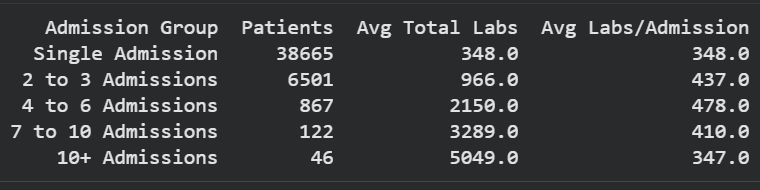 Admission Group Patients Avg Total Labs Avg Labs/Admission
Single Admission 38665 348.0 348.0
2 to 3 Admissions 6501 966.0 437.0
4 to 6 Admissions 867 2150.0 478.0
7 to 10 Admissions 122 3289.0 410.0
10+ Admissions 46 5049.0 347.0